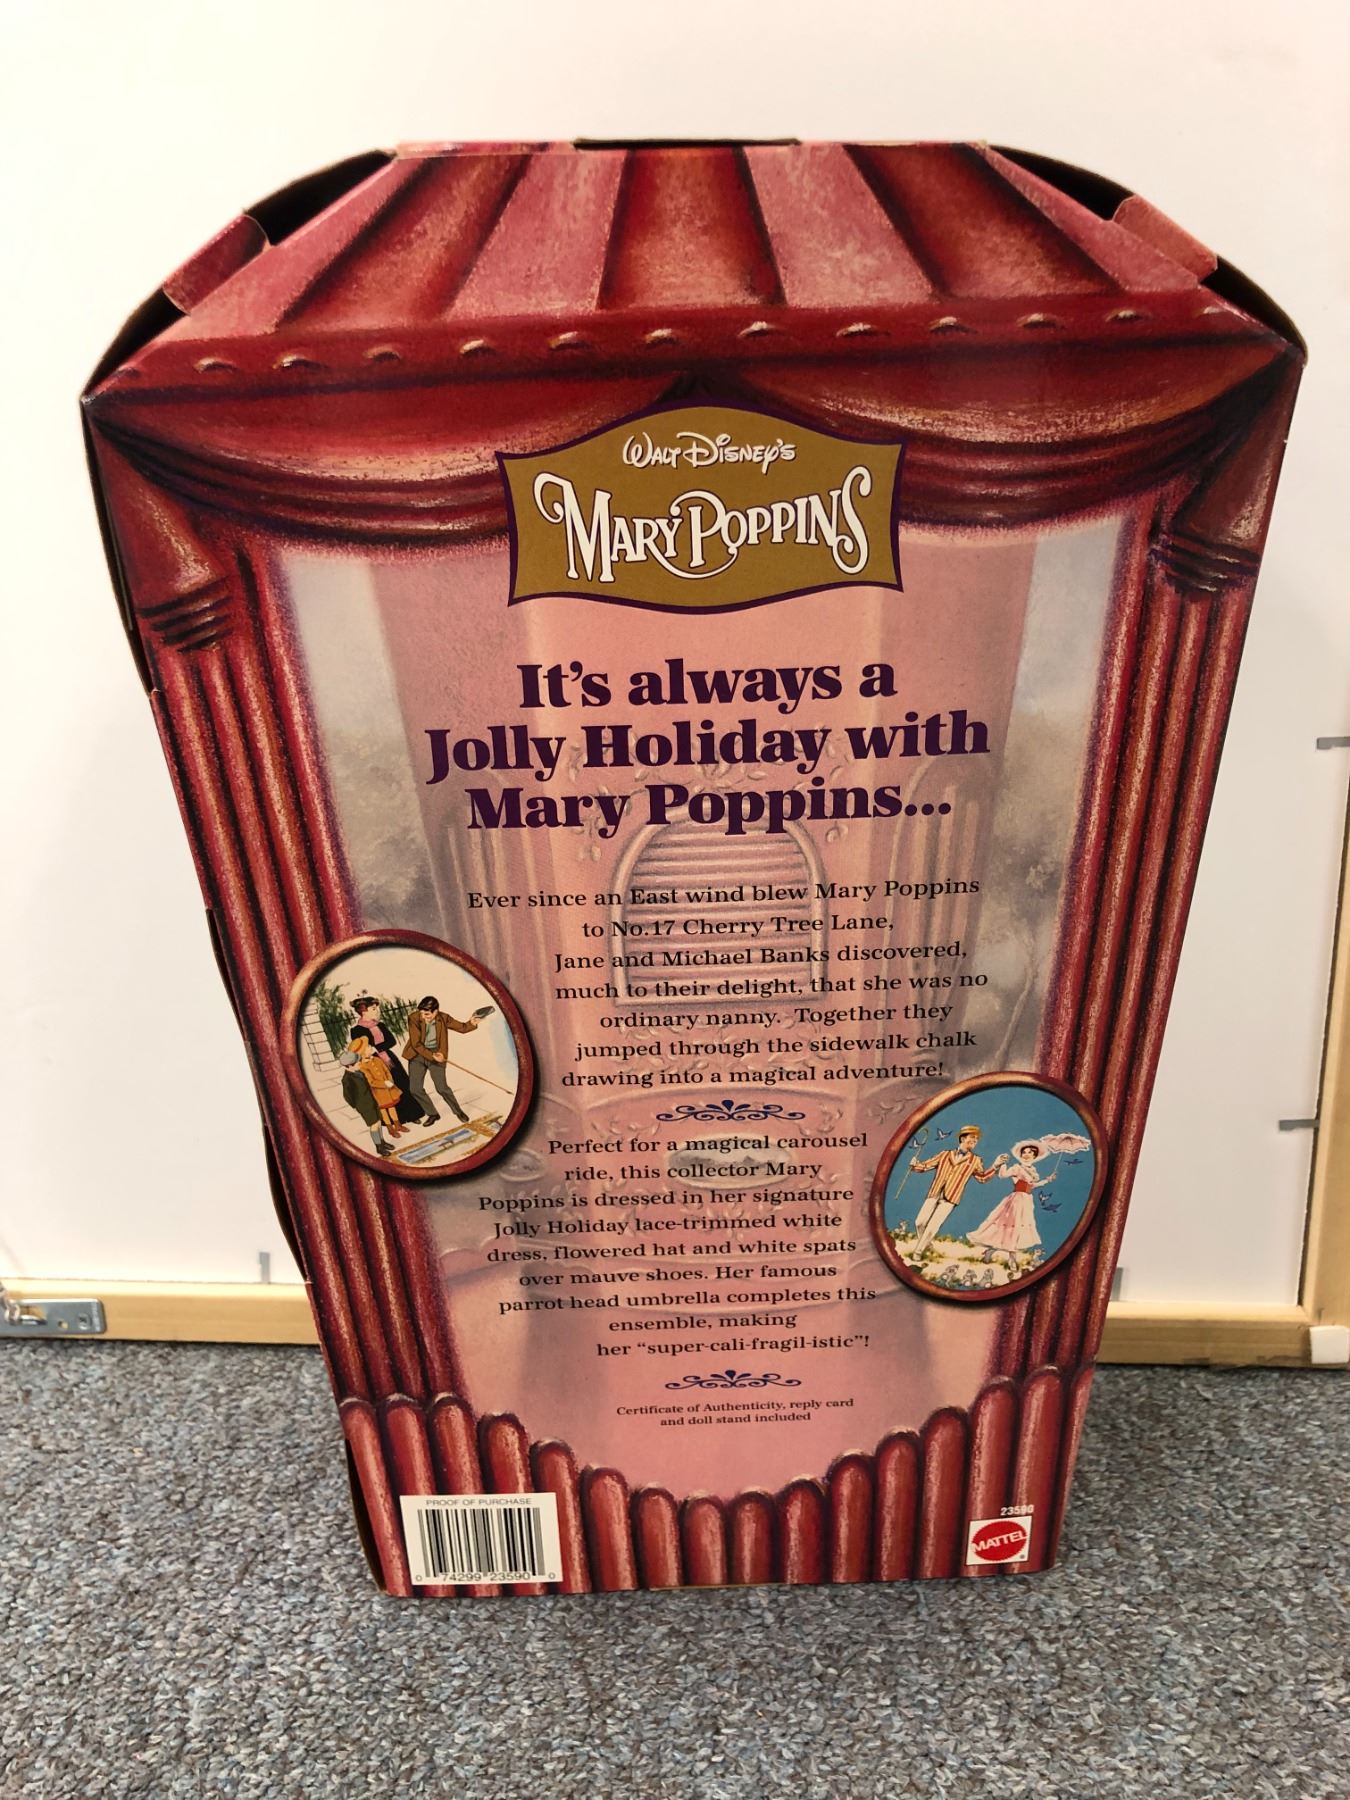 WALT DISNEY'S
MARY POPPINS
It's always a
Jolly Holiday with
Mary Poppins...
Ever since an East wind blew Mary Poppins
to No.17 Cherry Tree Lane,
Jane and Michael Banks discovered,
much to their delight, that she was no
ordinary nanny. Together they
jumped through the sidewalk chalk
drawing into a magical adventure!
Perfect for a magical carousel
ride, this collector Mary
Poppins is dressed in her signature
Jolly Holiday lace-trimmed white
dress, flowered hat and white spats
over mauve shoes. Her famous
parrot head umbrella completes this
ensemble, making
her "super-cali-fragil-istic"!
Certificate of Authenticity, reply card
and doll stand included
PROOF OF PURCHASE
0 74299 23590 0
23590
MATTEL